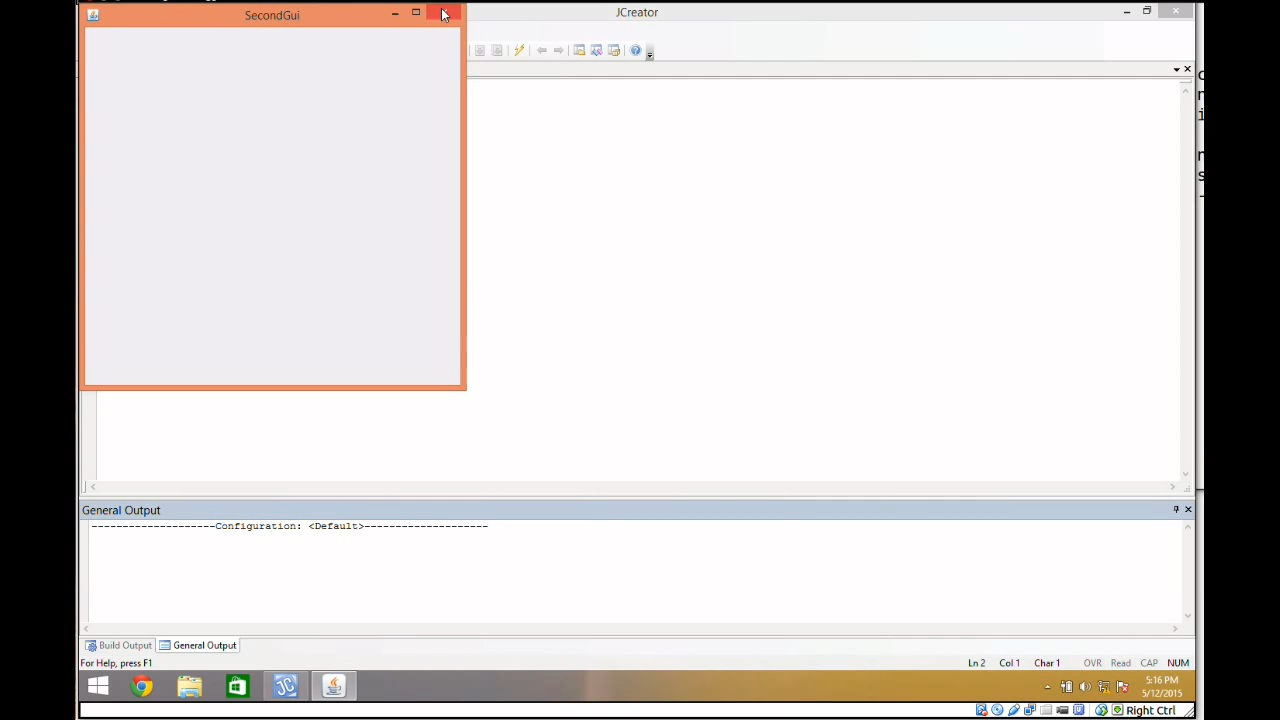 SecondGui
JCreator
General Output
--------------------Configuration: <Default>--------------------
Build Output
General Output
For Help, press F1
Ln 2
Col 1
Char 1
OVR
Read
CAP
NUM
5:16 PM
5/12/2015
Right Ctrl